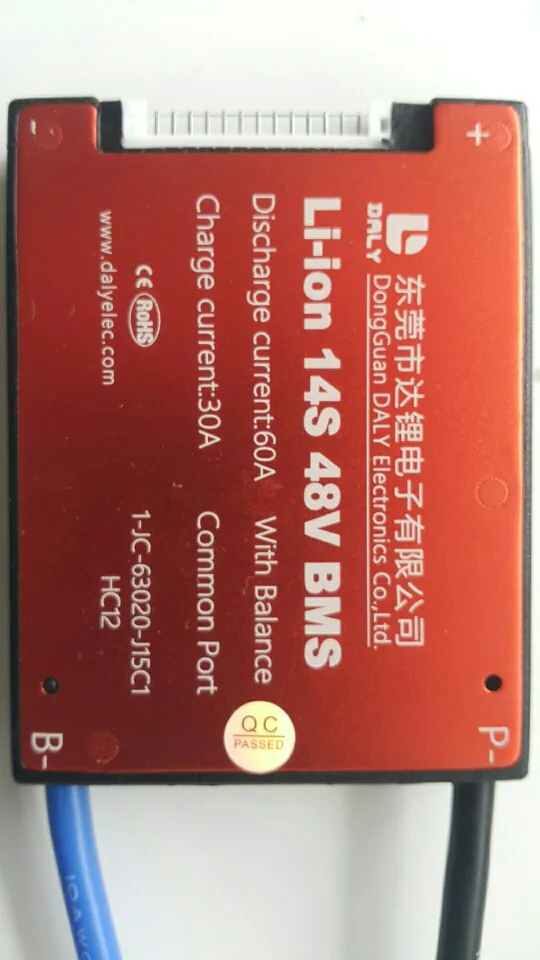 DALY
东莞市达锂电子有限公司
DongGuan DALY Electronics Co.,Ltd.
Li-ion 14S 48V BMS
Discharge current:60A With Balance
Charge current:30A Common Port
CE RoHS
1-JC-63020-J15C1
www.dalyelec.com
HC12
- +
B- P-
QC
PASSED